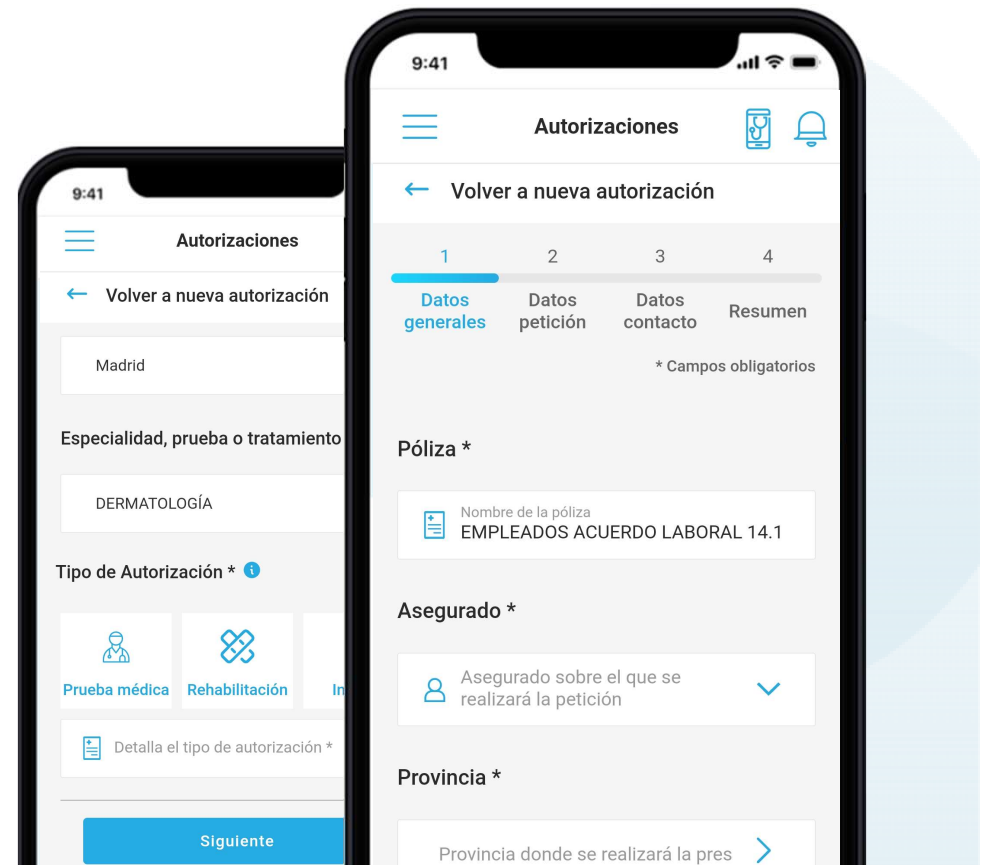 9:41
Autorizaciones
Volver a nueva autorización
Madrid
Especialidad, prueba o tratamiento
DERMATOLOGÍA
Tipo de Autorización *
Prueba médica
Rehabilitación
In
Detalla el tipo de autorización *
Siguiente
9:41
Autorizaciones
Volver a nueva autorización
1
2
3
4
Datos generales
Datos petición
Datos contacto
Resumen
* Campos obligatorios
Póliza *
Nombre de la póliza
EMPLEADOS ACUERDO LABORAL 14.1
Asegurado *
Asegurado sobre el que se
realizará la petición
Provincia *
Provincia donde se realizará la pres